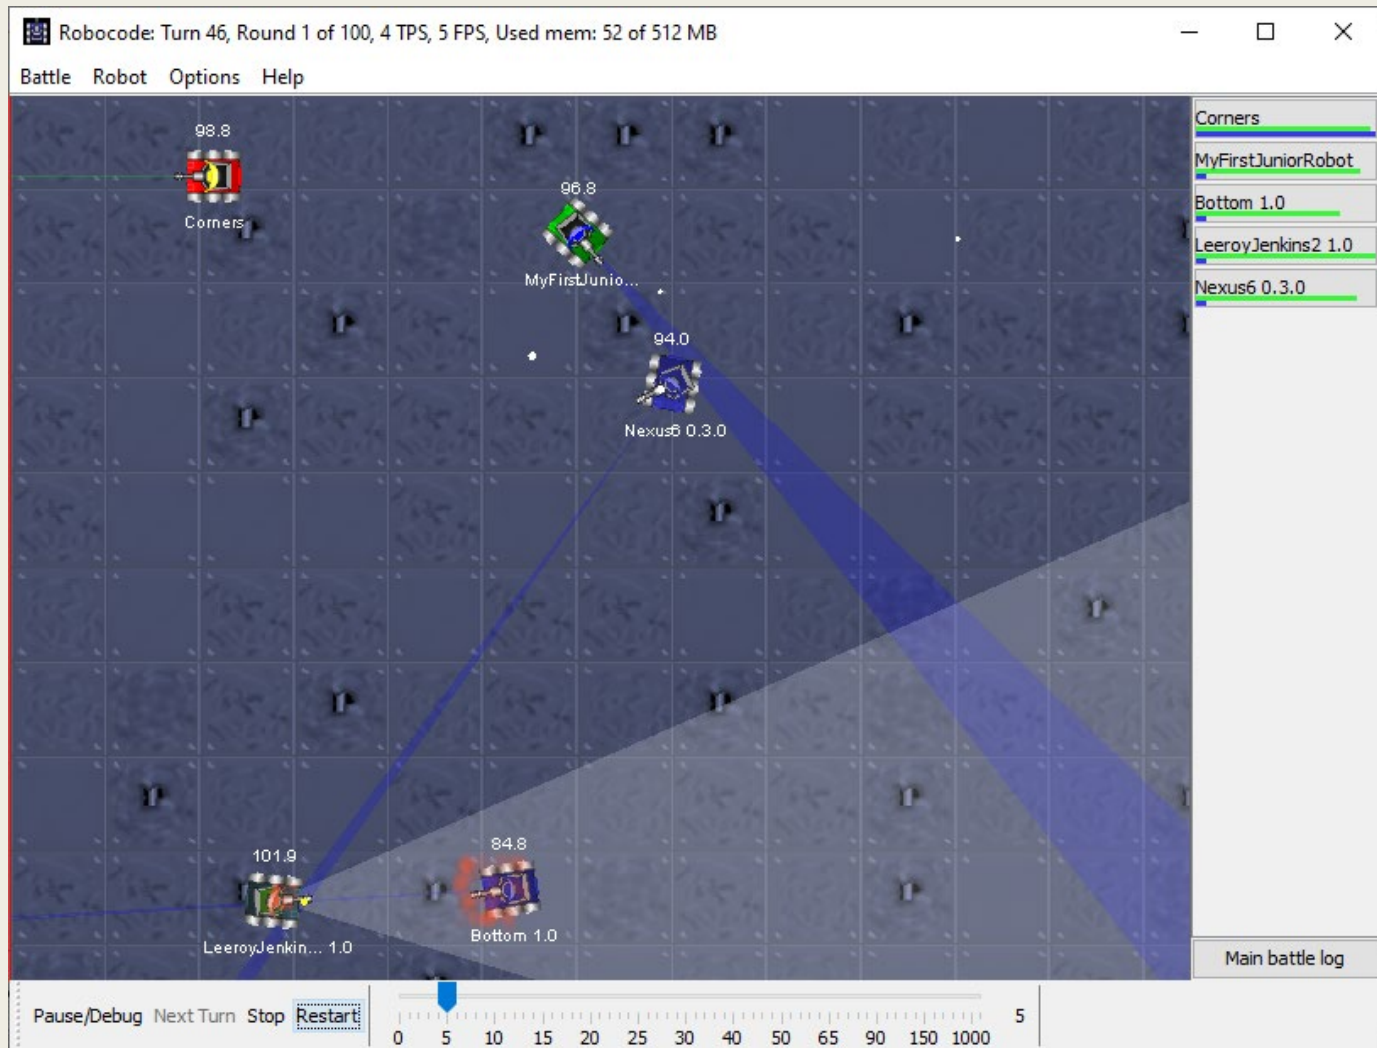 Robocode: Turn 46, Round 1 of 100, 4 TPS, 5 FPS, Used mem: 52 of 512 MB
Battle Robot Options Help
98.8
Corners
96.8
MyFirstJunio...
94.0
Nexus6 0.3.0
101.9
LeeroyJenkin... 1.0
84.8
Bottom 1.0
Corners
MyFirstJuniorRobot
Bottom 1.0
LeeroyJenkins2 1.0
Nexus6 0.3.0
Main battle log
Pause/Debug Next Turn Stop Restart
5
0 5 10 15 20 25 30 40 50 65 90 150 1000